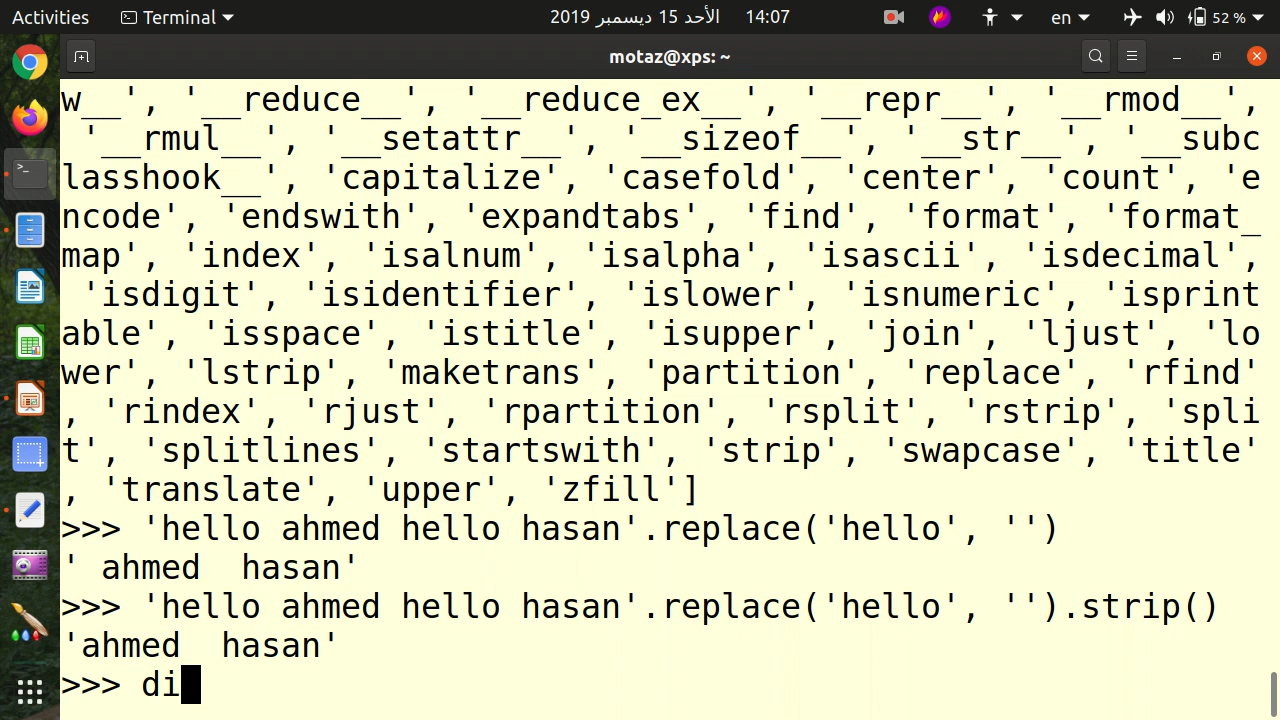 Activities
Terminal
الأحد 15 ديسمبر 2019 14:07
en
52 %
motaz@xps: ~
w__', '__reduce__', '__reduce_ex__', '__repr__', '__rmod__',
'__rmul__', '__setattr__', '__sizeof__', '__str__', '__subc
lasshook__', 'capitalize', 'casefold', 'center', 'count', 'e
ncode', 'endswith', 'expandtabs', 'find', 'format', 'format_
map', 'index', 'isalnum', 'isalpha', 'isascii', 'isdecimal',
'isdigit', 'isidentifier', 'islower', 'isnumeric', 'isprint
able', 'isspace', 'istitle', 'isupper', 'join', 'ljust', 'lo
wer', 'lstrip', 'maketrans', 'partition', 'replace', 'rfind'
, 'rindex', 'rjust', 'rpartition', 'rsplit', 'rstrip', 'spli
t', 'splitlines', 'startswith', 'strip', 'swapcase', 'title'
, 'translate', 'upper', 'zfill']
>>> 'hello ahmed hello hasan'.replace('hello', '')
' ahmed  hasan'
>>> 'hello ahmed hello hasan'.replace('hello', '').strip()
'ahmed  hasan'
>>> di